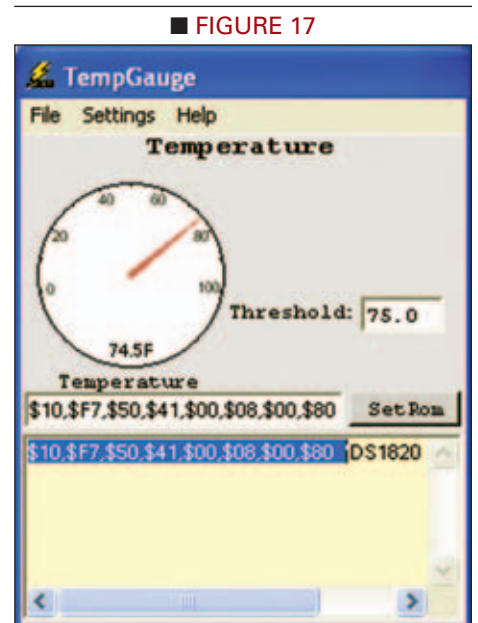 ■ FIGURE 17
TempGauge
File Settings Help
Temperature
40 60
20 80
0 100
74.5F
Threshold: 75.0
Temperature
$10,$F7,$50,$41,$00,$08,$00,$80 Set Rom
$10,$F7,$50,$41,$00,$08,$00,$80 DS1820